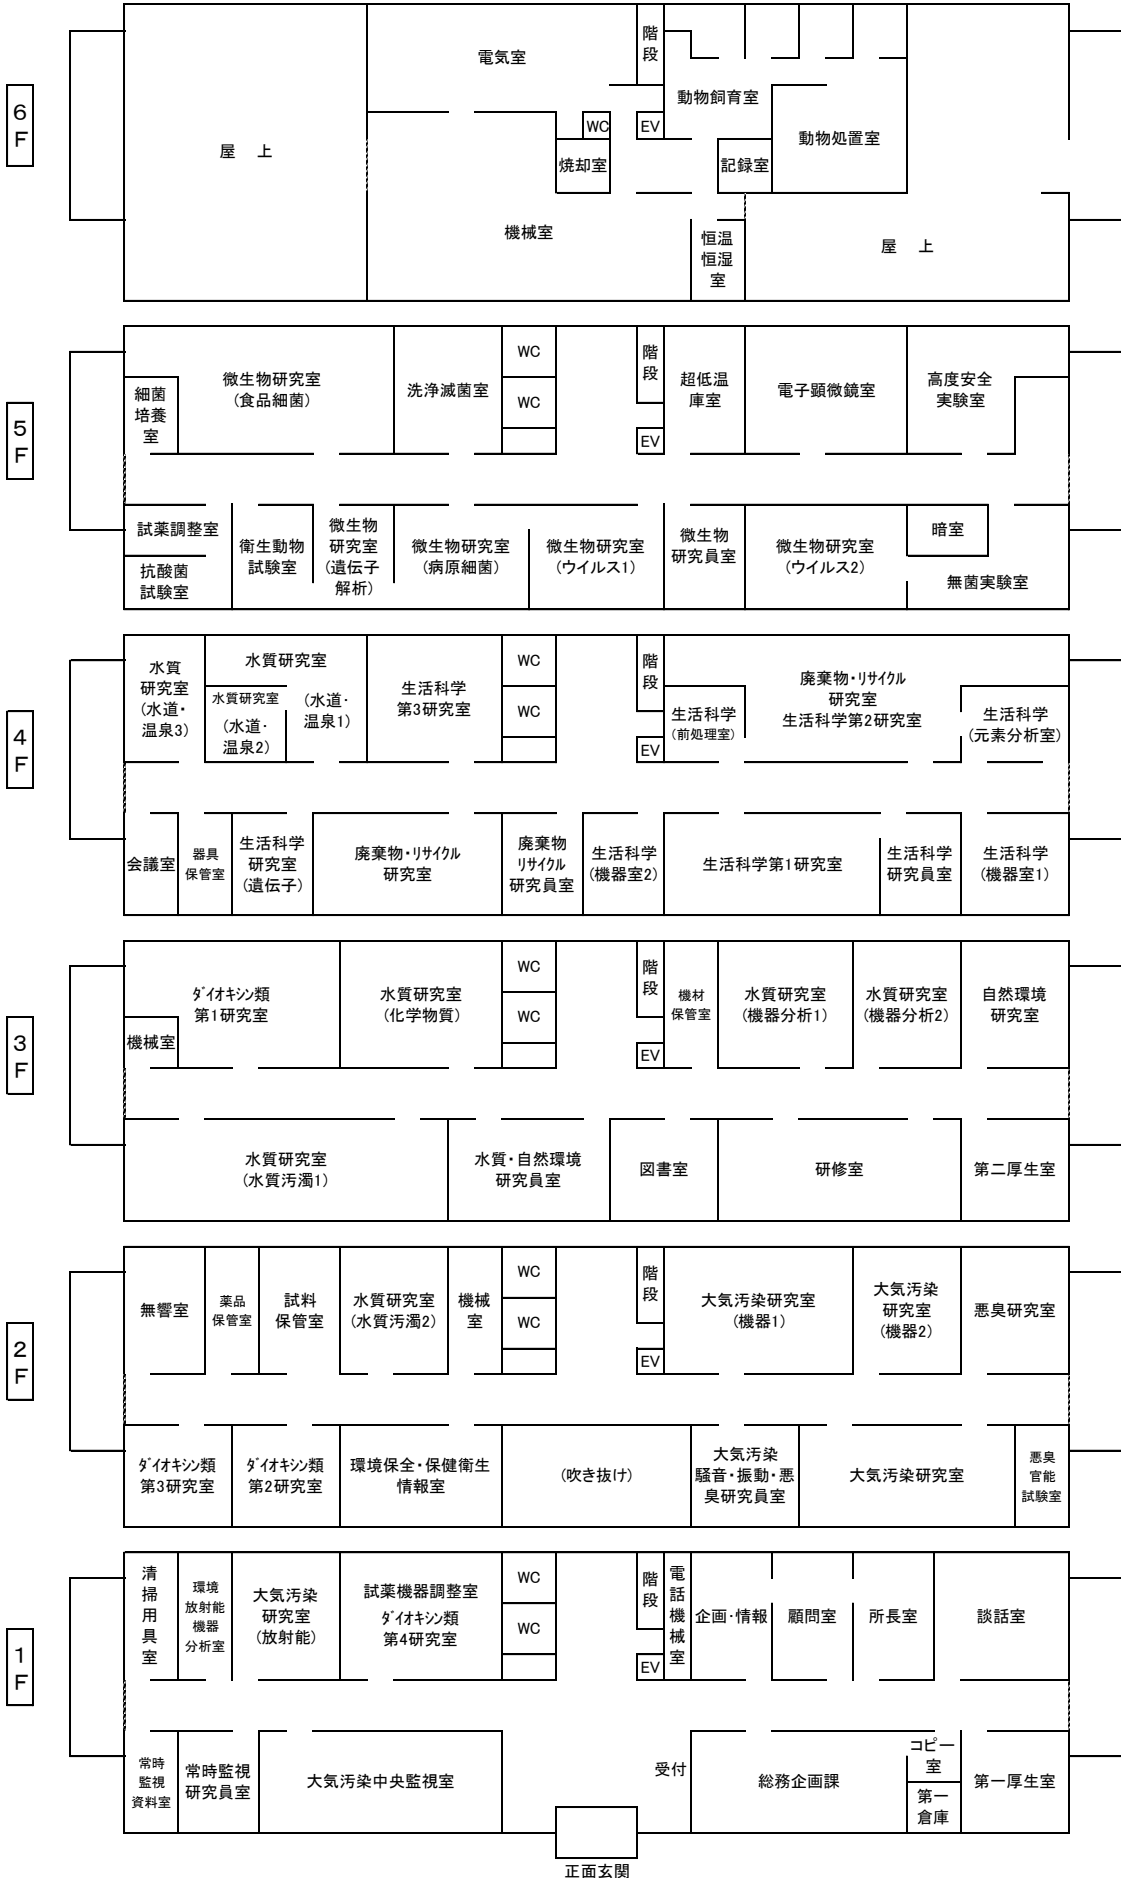 6
F
電気室
階
段
動物飼育室
WC
EV
動物処置室
屋 上
焼却室
記録室
機械室
恒温
恒湿
室
屋 上
5
F
微生物研究室
(食品細菌)
細菌
培養
室
洗浄滅菌室
WC
WC
階
段
EV
超低温
庫室
電子顕微鏡室
高度安全
実験室
試薬調整室
抗酸菌
試験室
衛生動物
試験室
微生物
研究室
(遺伝子
解析)
微生物研究室
(病原細菌)
微生物研究室
(ウイルス1)
微生物
研究員室
微生物研究室
(ウイルス2)
暗室
無菌実験室
4
F
水質
研究室
(水道・
温泉3)
水質研究室
(水道・
温泉1)
水質研究室
(水道・
温泉2)
生活科学
第3研究室
WC
WC
階
段
EV
生活科学
(前処理室)
廃棄物・リサイクル
研究室
生活科学第2研究室
生活科学
(元素分析室)
会議室
器具
保管室
生活科学
研究室
(遺伝子)
廃棄物・リサイクル
研究室
廃棄物
リサイクル
研究員室
生活科学
(機器室2)
生活科学第1研究室
生活科学
研究員室
生活科学
(機器室1)
3
F
ダイオキシン類
第1研究室
機械室
水質研究室
(化学物質)
WC
WC
階
段
EV
機材
保管室
水質研究室
(機器分析1)
水質研究室
(機器分析2)
自然環境
研究室
水質研究室
(水質汚濁1)
水質・自然環境
研究員室
図書室
研修室
第二厚生室
2
F
無響室
薬品
保管室
試料
保管室
水質研究室
(水質汚濁2)
機械
室
WC
WC
階
段
EV
大気汚染研究室
(機器1)
大気汚染
研究室
(機器2)
悪臭研究室
ダイオキシン類
第3研究室
ダイオキシン類
第2研究室
環境保全・保健衛生
情報室
(吹き抜け)
大気汚染
騒音・振動・悪
臭研究員室
大気汚染研究室
悪臭
官能
試験室
1
F
清
掃
用
具
室
環境
放射能
機器
分析室
大気汚染
研究室
(放射能)
試薬機器調整室
ダイオキシン類
第4研究室
WC
WC
階
段
EV
電
話
機
械
室
企画・情報
顧問室
所長室
談話室
常時
監視
資料室
常時監視
研究員室
大気汚染中央監視室
受付
総務企画課
コピー
室
第一
倉庫
第一厚生室
正面玄関